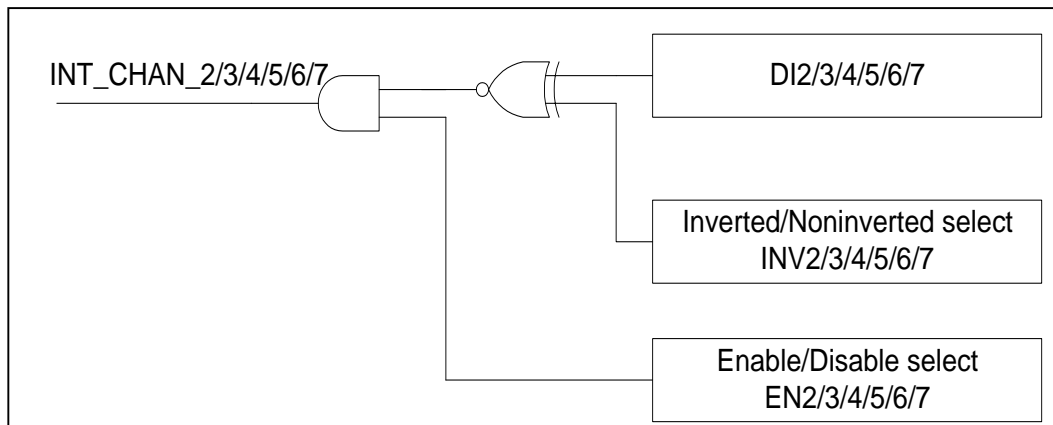 INT_CHAN_2/3/4/5/6/7
DI2/3/4/5/6/7
Inverted/Noninverted select
INV2/3/4/5/6/7
Enable/Disable select
EN2/3/4/5/6/7